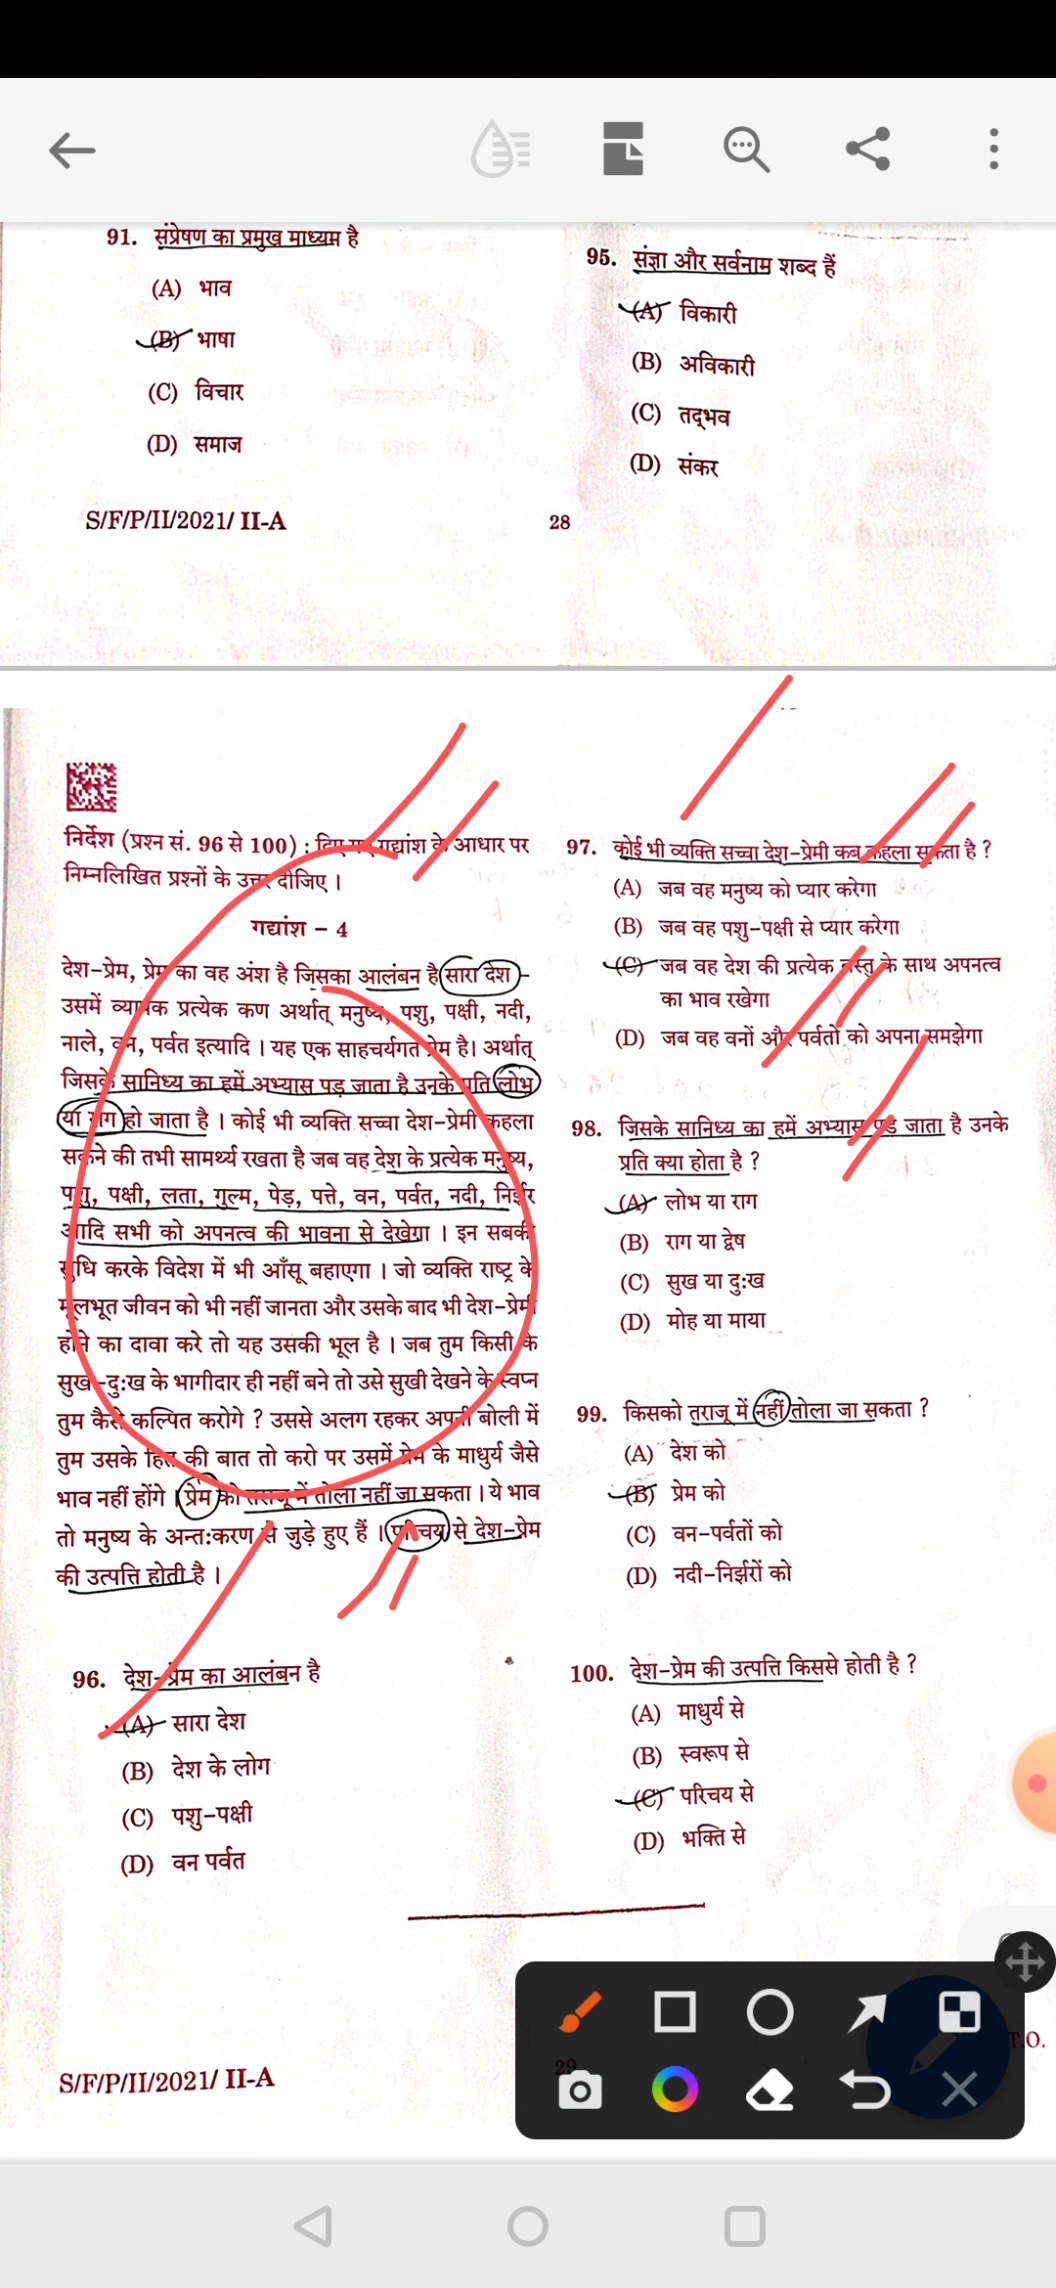 91. संप्रेषण का प्रमुख माध्यम है
(A) भाव
(B) भाषा
(C) विचार
(D) समाज
95. संज्ञा और सर्वनाम शब्द हैं
(A) विकारी
(B) अविकारी
(C) तद्भव
(D) संकर
S/F/P/II/2021/ II-A
28
निर्देश (प्रश्न सं. 96 से 100) : दिए गए गद्यांश के आधार पर
निम्नलिखित प्रश्नों के उत्तर दीजिए ।
गद्यांश – 4
देश-प्रेम, प्रेम का वह अंश है जिसका आलंबन है सारा देश -
उसमें व्यापक प्रत्येक कण अर्थात् मनुष्य, पशु, पक्षी, नदी,
नाले, वन, पर्वत इत्यादि । यह एक साहचर्यगत प्रेम है। अर्थात्
जिसके सानिध्य का हमें अभ्यास पड़ जाता है उनके प्रति लोभ
या राग हो जाता है । कोई भी व्यक्ति सच्चा देश-प्रेमी कहला
सकने की तभी सामर्थ्य रखता है जब वह देश के प्रत्येक मनुष्य,
पशु, पक्षी, लता, गुल्म, पेड़, पत्ते, वन, पर्वत, नदी, निर्झर
आदि सभी को अपनत्व की भावना से देखेगा । इन सबकी
सुधि करके विदेश में भी आँसू बहाएगा । जो व्यक्ति राष्ट्र के
मूलभूत जीवन को भी नहीं जानता और उसके बाद भी देश-प्रेमी
होने का दावा करे तो यह उसकी भूल है । जब तुम किसी के
सुख-दु:ख के भागीदार ही नहीं बने तो उसे सुखी देखने के स्वप्न
तुम कैसे कल्पित करोगे ? उससे अलग रहकर अपनी बोली में
तुम उसके हित की बात तो करो पर उसमें प्रेम के माधुर्य जैसे
भाव नहीं होंगे । प्रेम को तराजू में तोला नहीं जा सकता । ये भाव
तो मनुष्य के अन्त:करण से जुड़े हुए हैं । परिचय से देश-प्रेम
की उत्पत्ति होती है ।
96. देश-प्रेम का आलंबन है
(A) सारा देश
(B) देश के लोग
(C) पशु-पक्षी
(D) वन पर्वत
97. कोई भी व्यक्ति सच्चा देश-प्रेमी कब कहला सकता है ?
(A) जब वह मनुष्य को प्यार करेगा
(B) जब वह पशु-पक्षी से प्यार करेगा
(C) जब वह देश की प्रत्येक वस्तु के साथ अपनत्व
का भाव रखेगा
(D) जब वह वनों और पर्वतों को अपना समझेगा
98. जिसके सानिध्य का हमें अभ्यास पड़ जाता है उनके
प्रति क्या होता है ?
(A) लोभ या राग
(B) राग या द्वेष
(C) सुख या दु:ख
(D) मोह या माया
99. किसको तराजू में नहीं तोला जा सकता ?
(A) देश को
(B) प्रेम को
(C) वन-पर्वतों को
(D) नदी-निर्झरों को
100. देश-प्रेम की उत्पत्ति किससे होती है ?
(A) माधुर्य से
(B) स्वरूप से
(C) परिचय से
(D) भक्ति से
S/F/P/II/2021/ II-A
29
T.O.